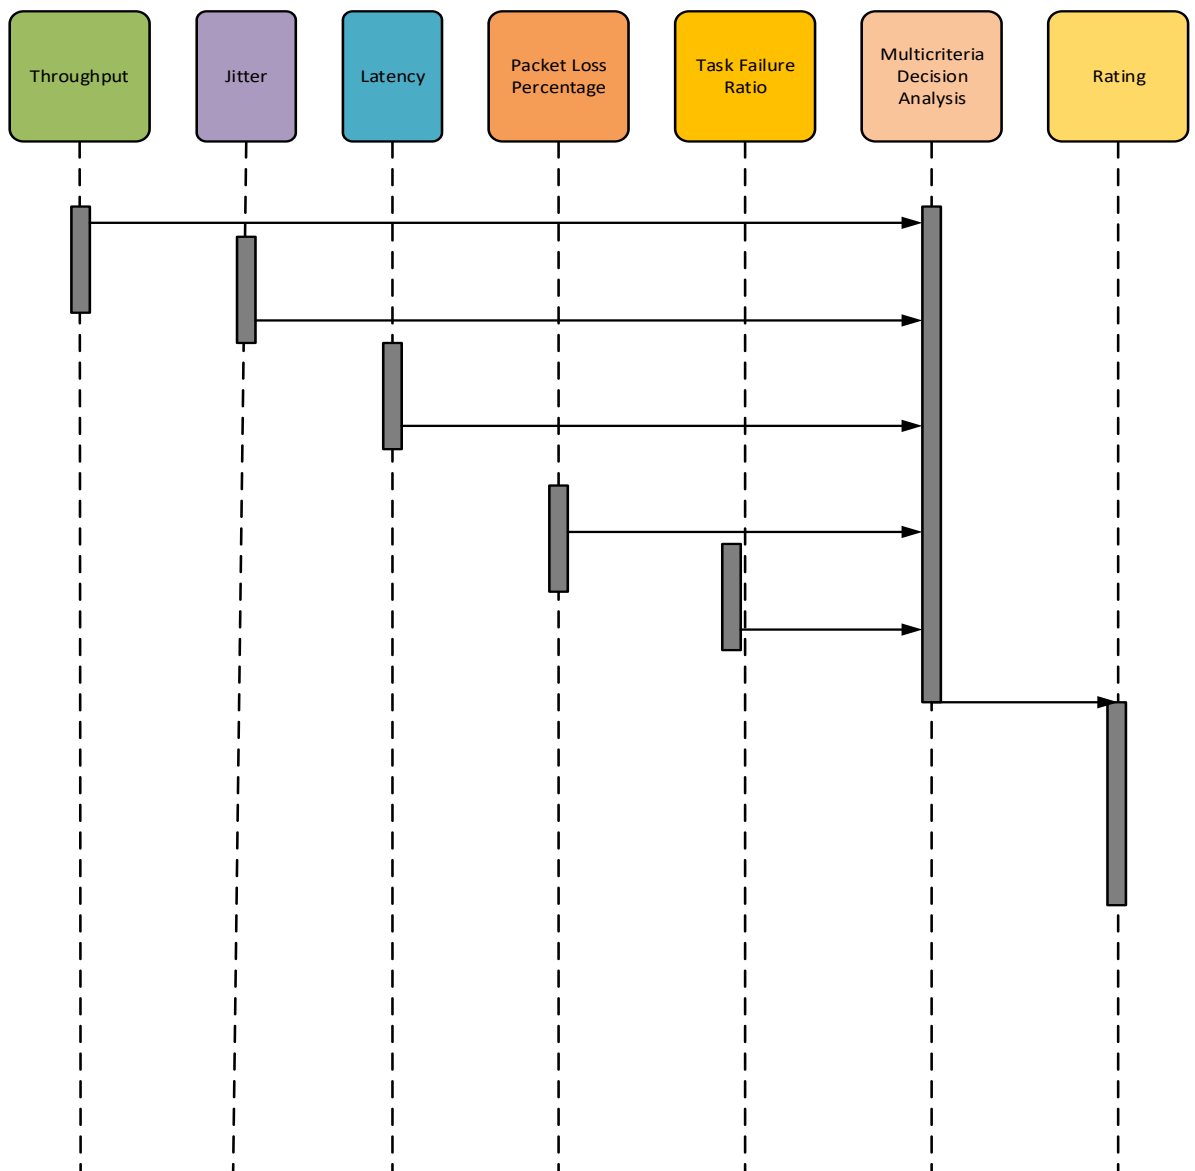 Throughput
Jitter
Latency
Packet Loss
Percentage
Task Failure
Ratio
Multicriteria
Decision
Analysis
Rating